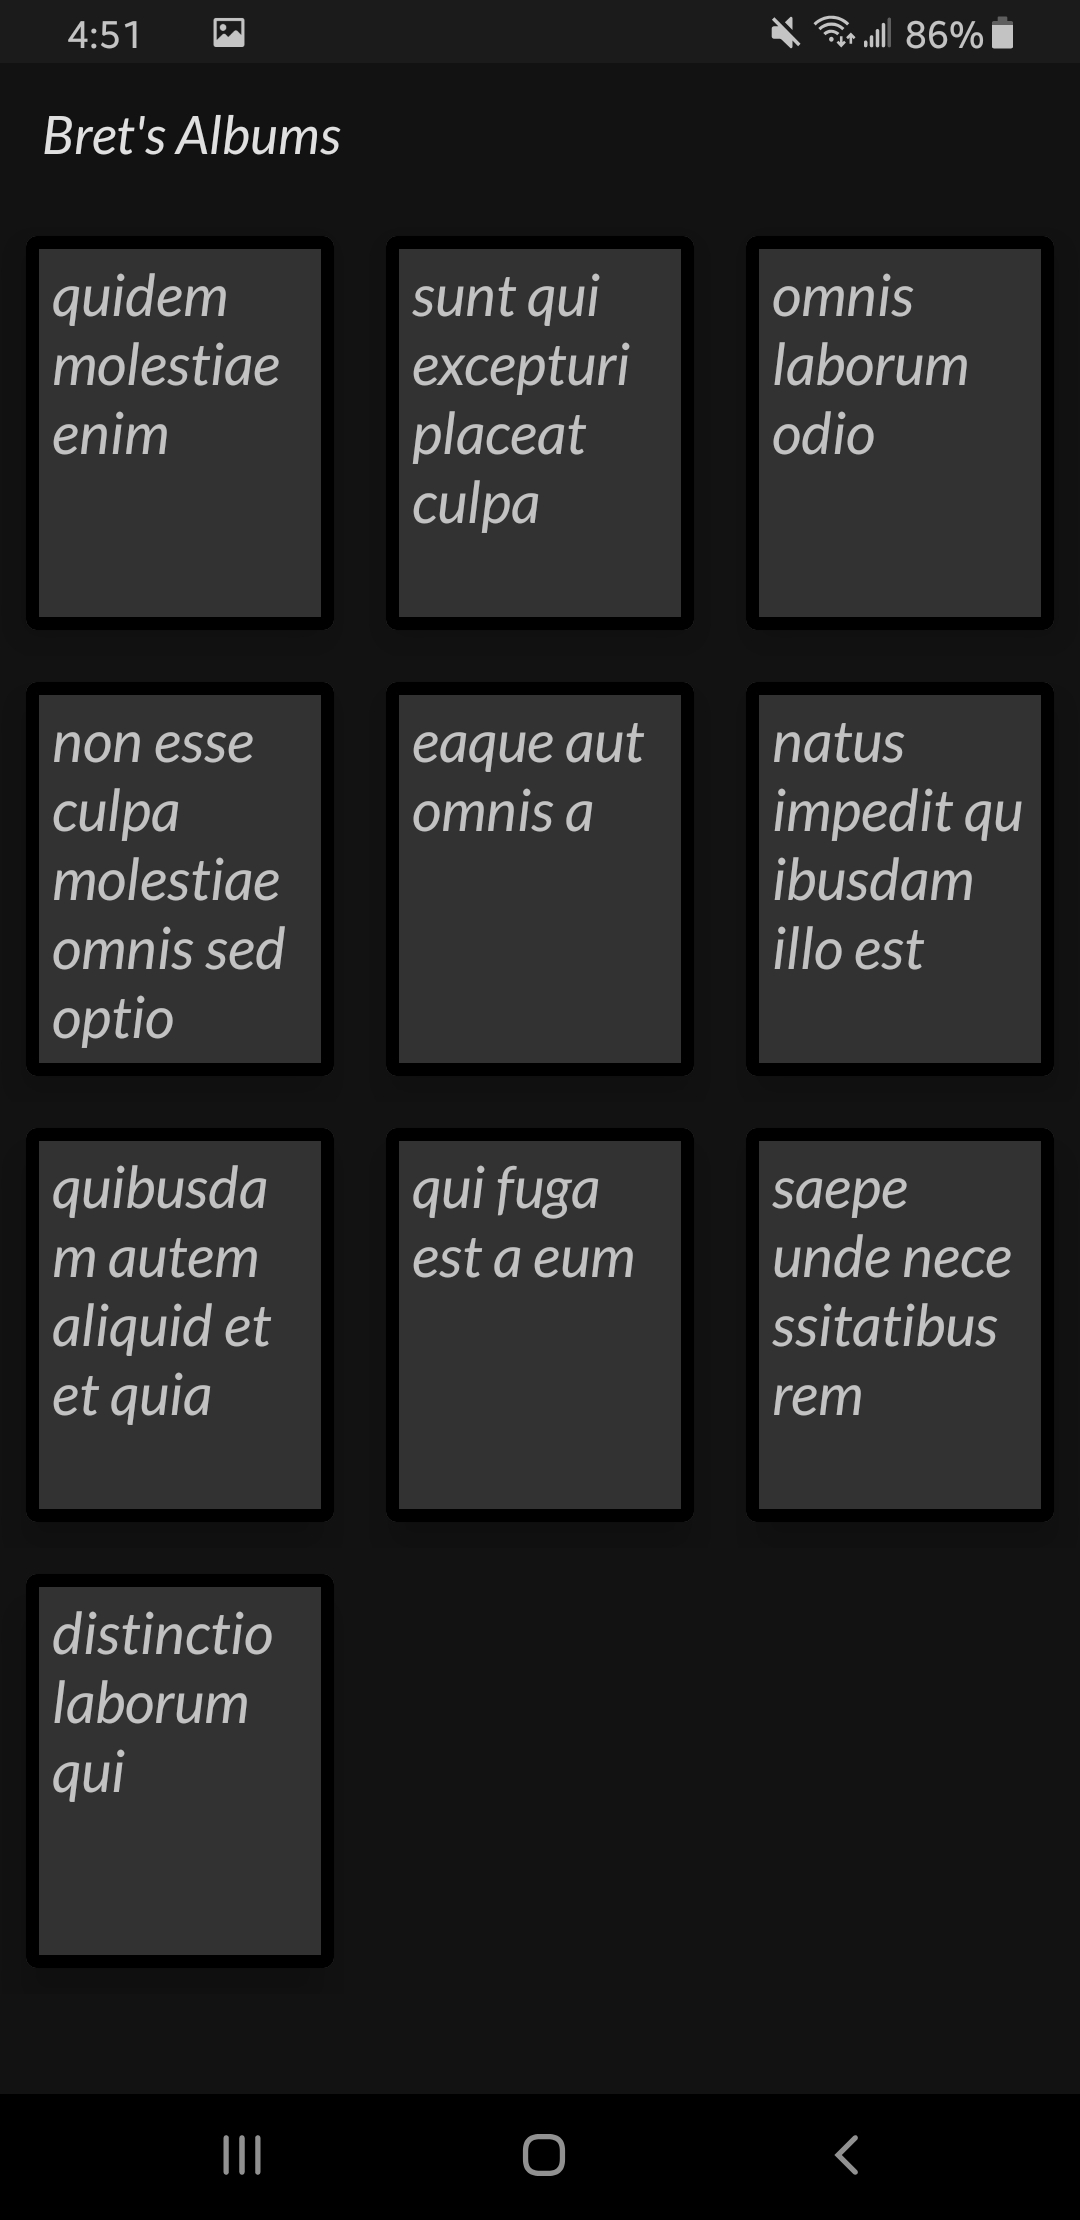 4:51
86%
Bret's Albums
quidem
molestiae
enim
sunt qui
excepturi
placeat
culpa
omnis
laborum
odio
non esse
culpa
molestiae
omnis sed
optio
eaque aut
omnis a
natus
impedit qu
ibusdam
illo est
quibusda
m autem
aliquid et
et quia
qui fuga
est a eum
saepe
unde nece
ssitatibus
rem
distinctio
laborum
qui